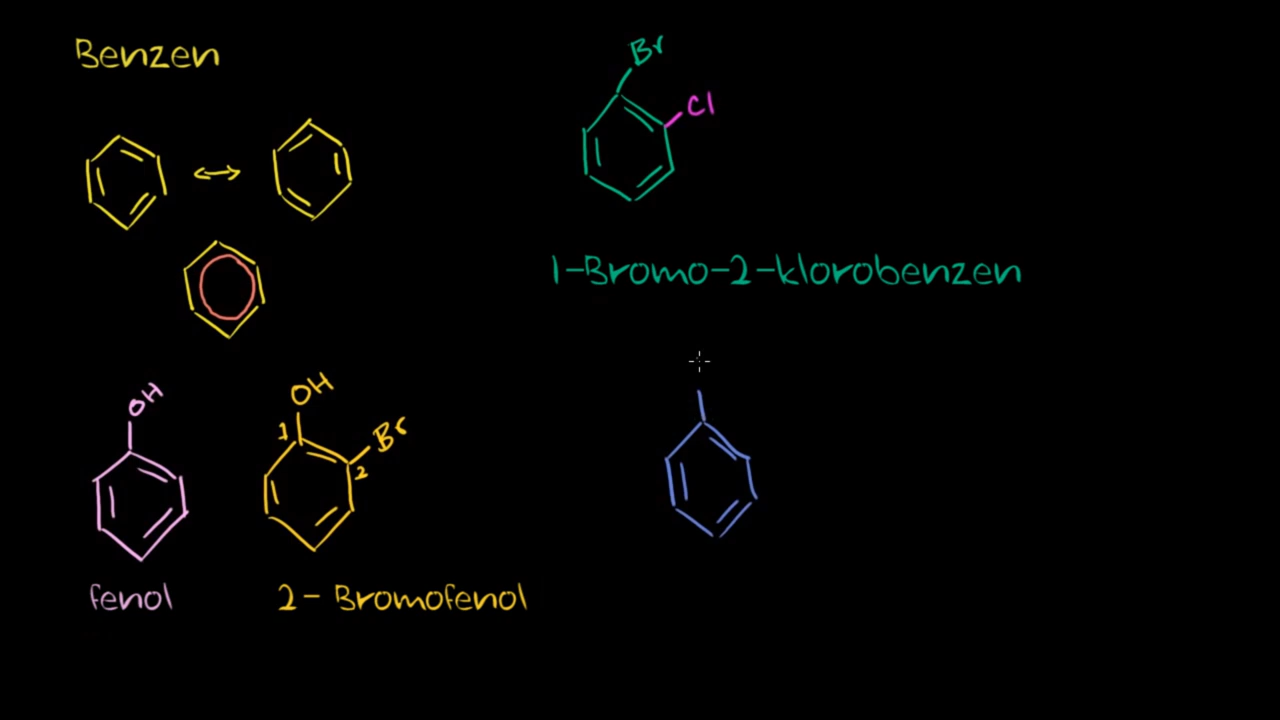 Benzen
Br
Cl
1-Bromo-2-klorobenzen
OH
fenol
OH
1
Br
2
2-Bromofenol